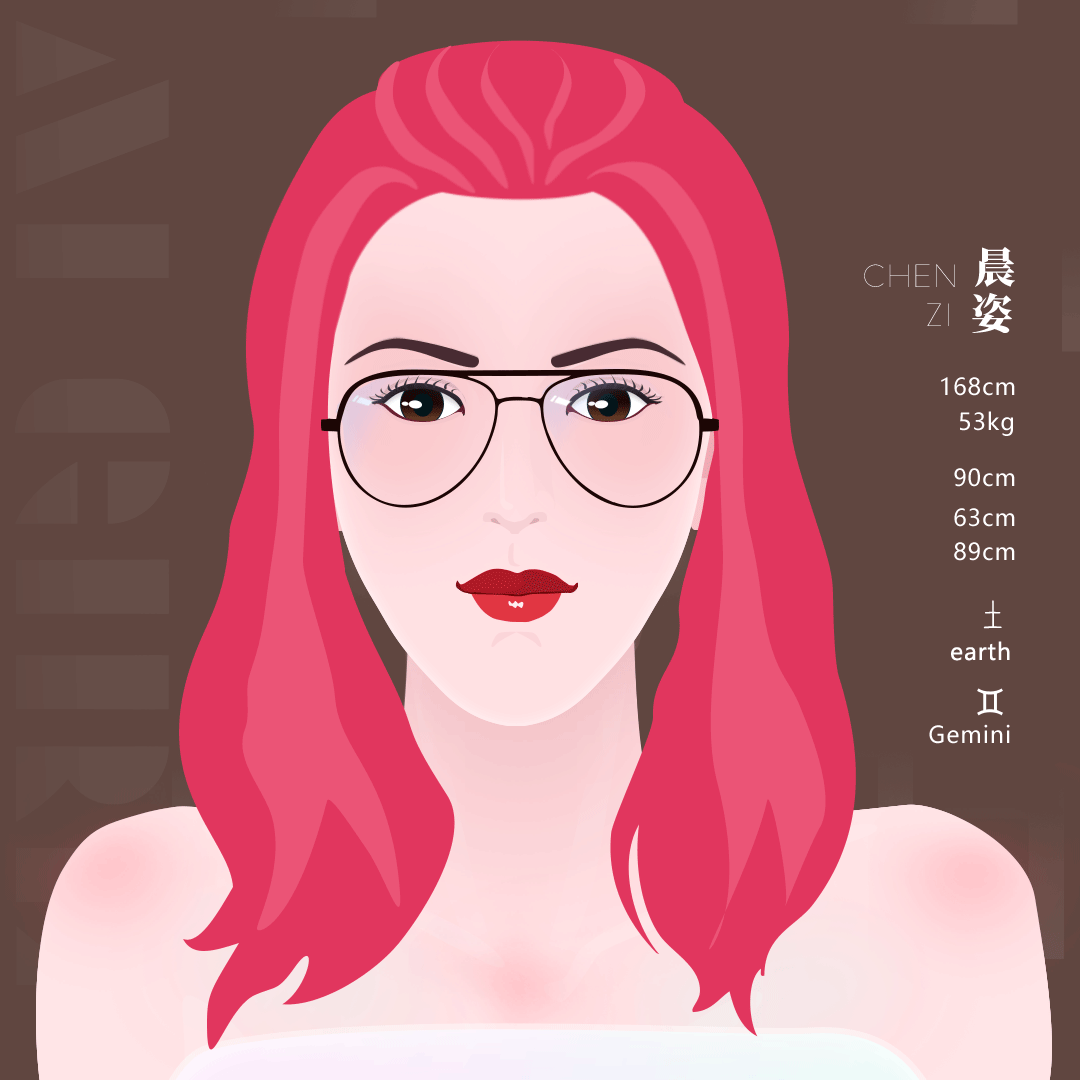 CHEN
ZI
晨姿
168cm
53kg
90cm
63cm
89cm
土
earth
♊
Gemini